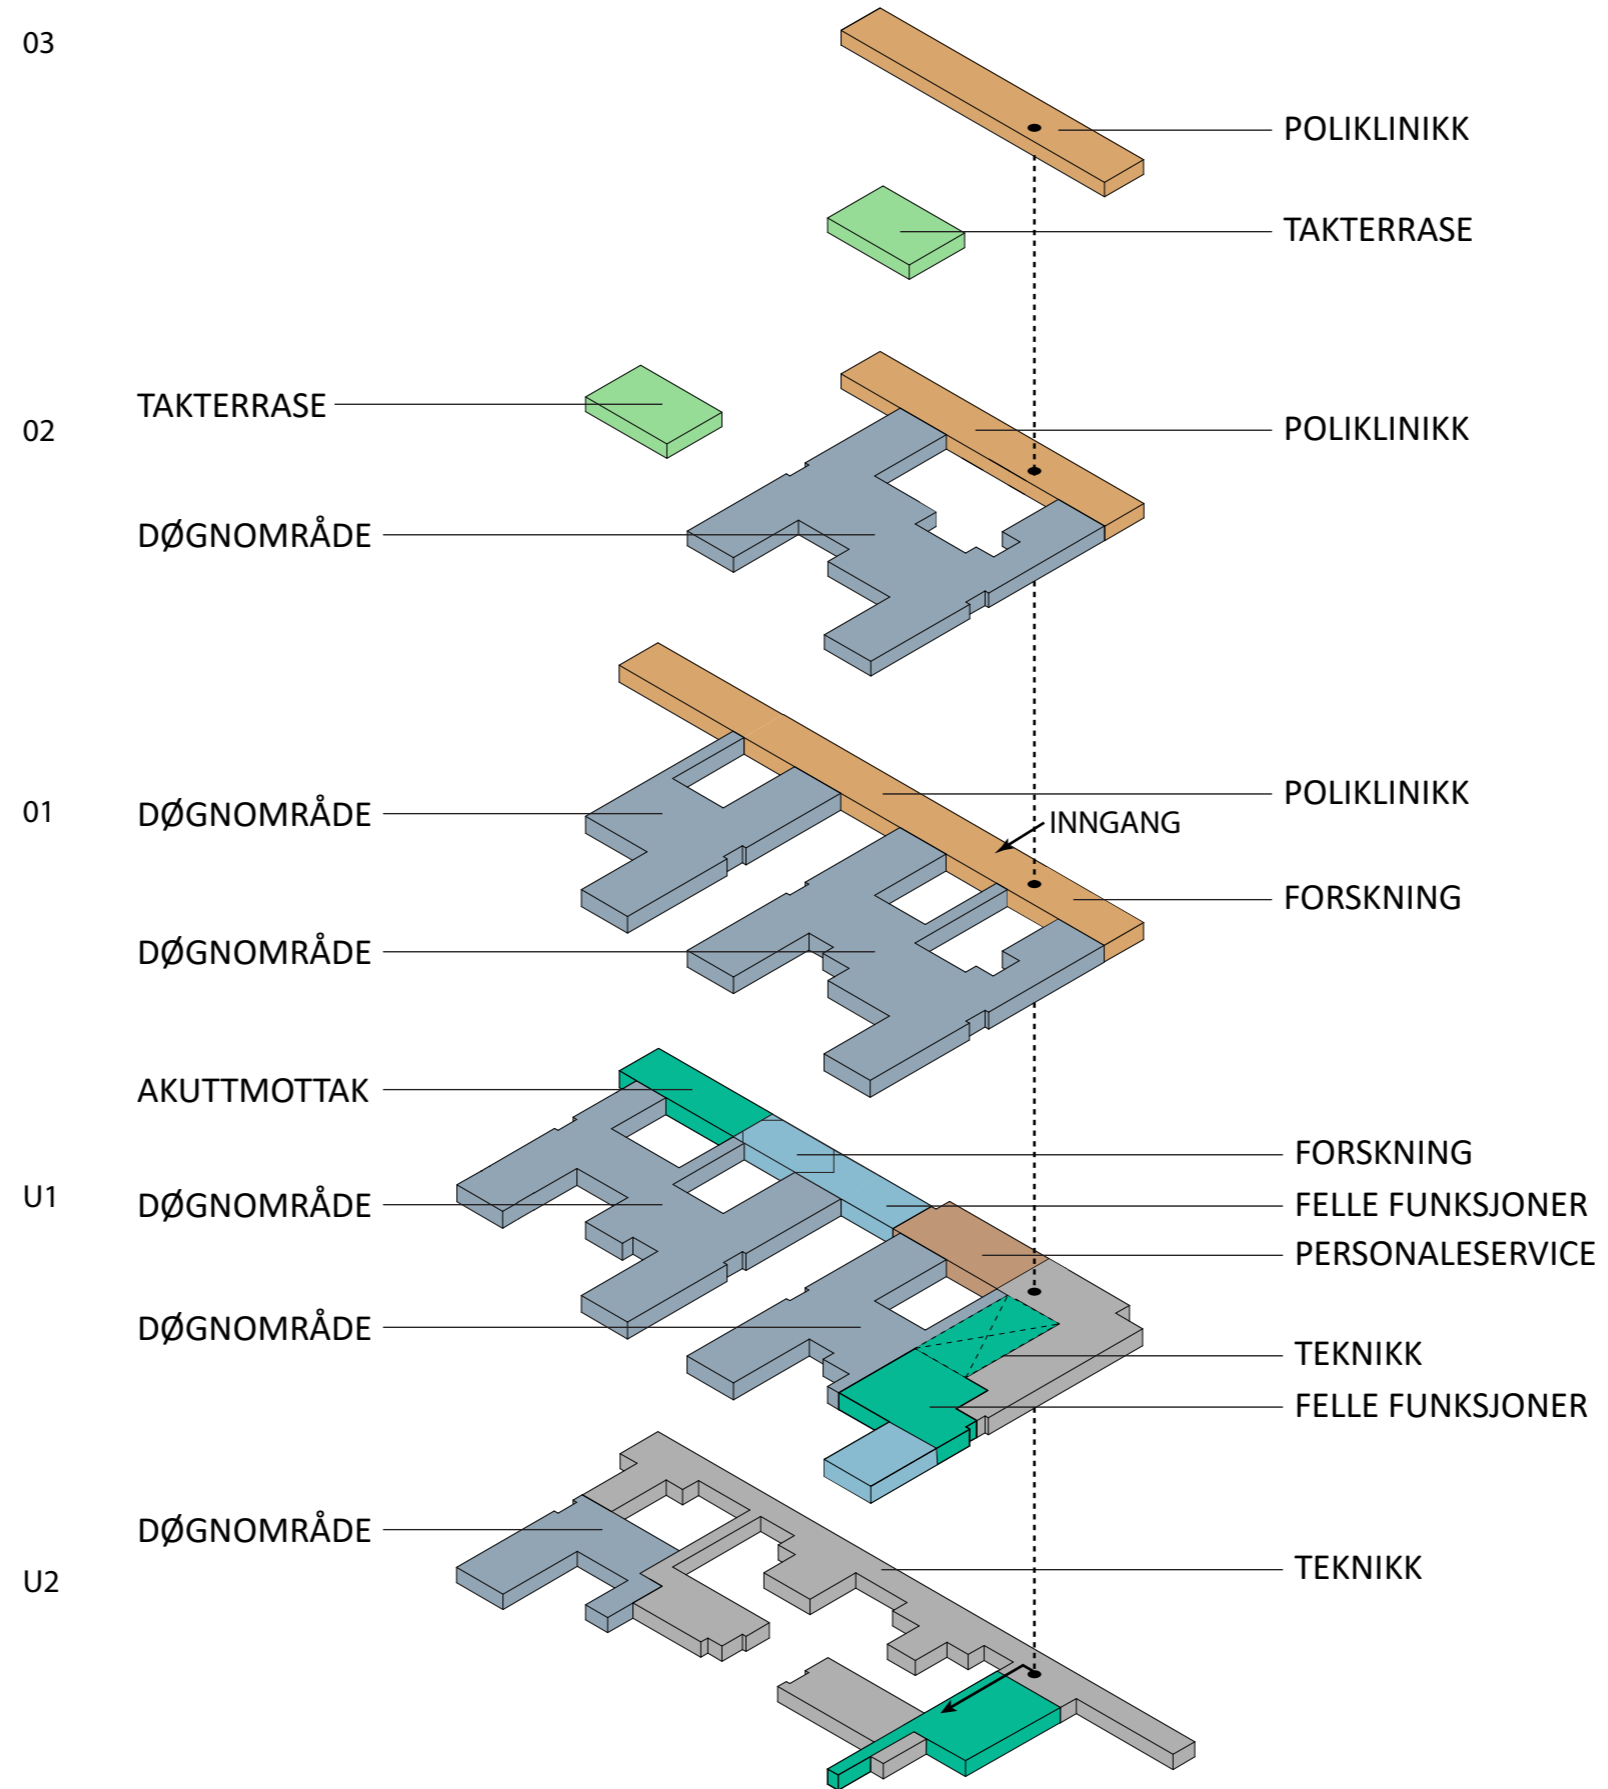 03
POLIKLINIKK
TAKTERRASE
TAKTERRASE
02
POLIKLINIKK
DØGNOMRÅDE
POLIKLINIKK
01
DØGNOMRÅDE
INNGANG
FORSKNING
DØGNOMRÅDE
AKUTTMOTTAK
FORSKNING
U1
DØGNOMRÅDE
FELLE FUNKSJONER
PERSONALESERVICE
DØGNOMRÅDE
TEKNIKK
FELLE FUNKSJONER
DØGNOMRÅDE
TEKNIKK
U2